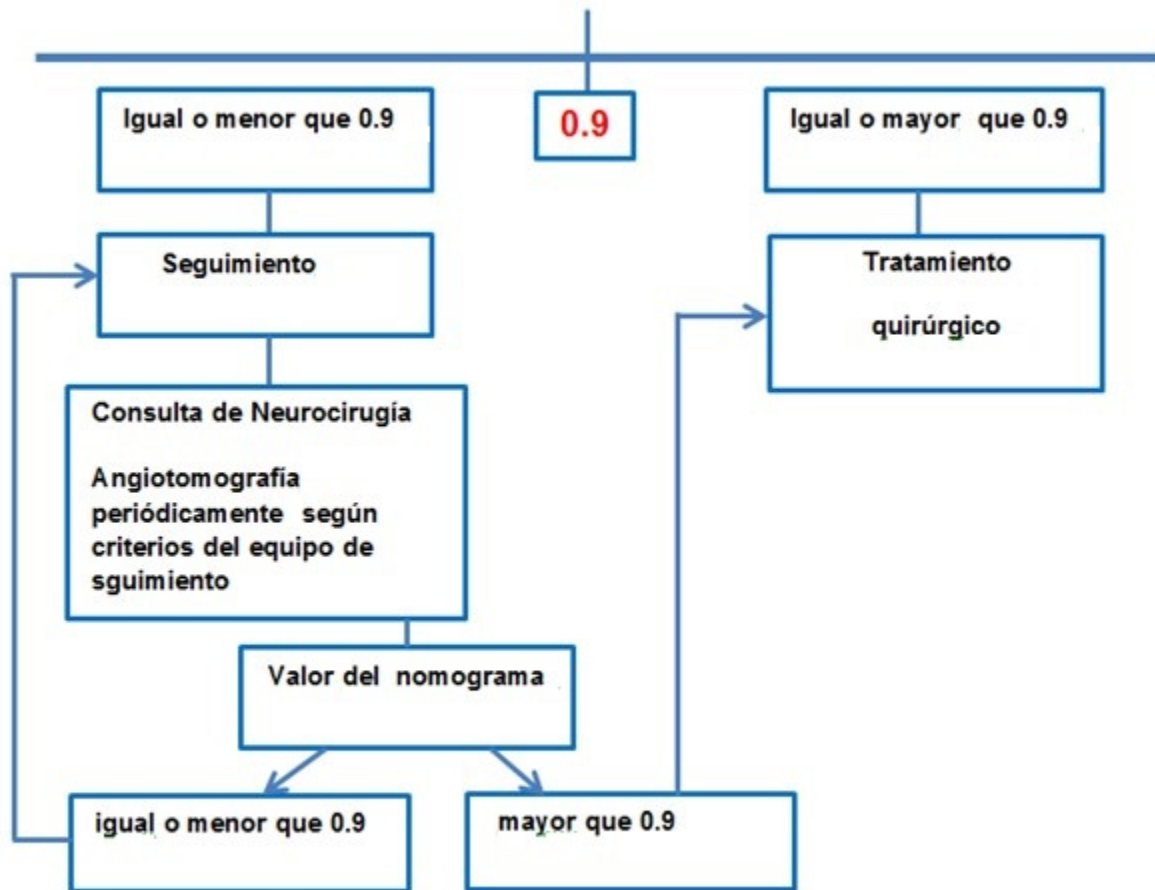 Igual o menor que 0.9
0.9
Igual o mayor que 0.9
Seguimiento
Tratamiento
quirúrgico
Consulta de Neurocirugía
Angiotomografía
periódicamente según
criterios del equipo de
sguimiento
Valor del nomograma
igual o menor que 0.9
mayor que 0.9